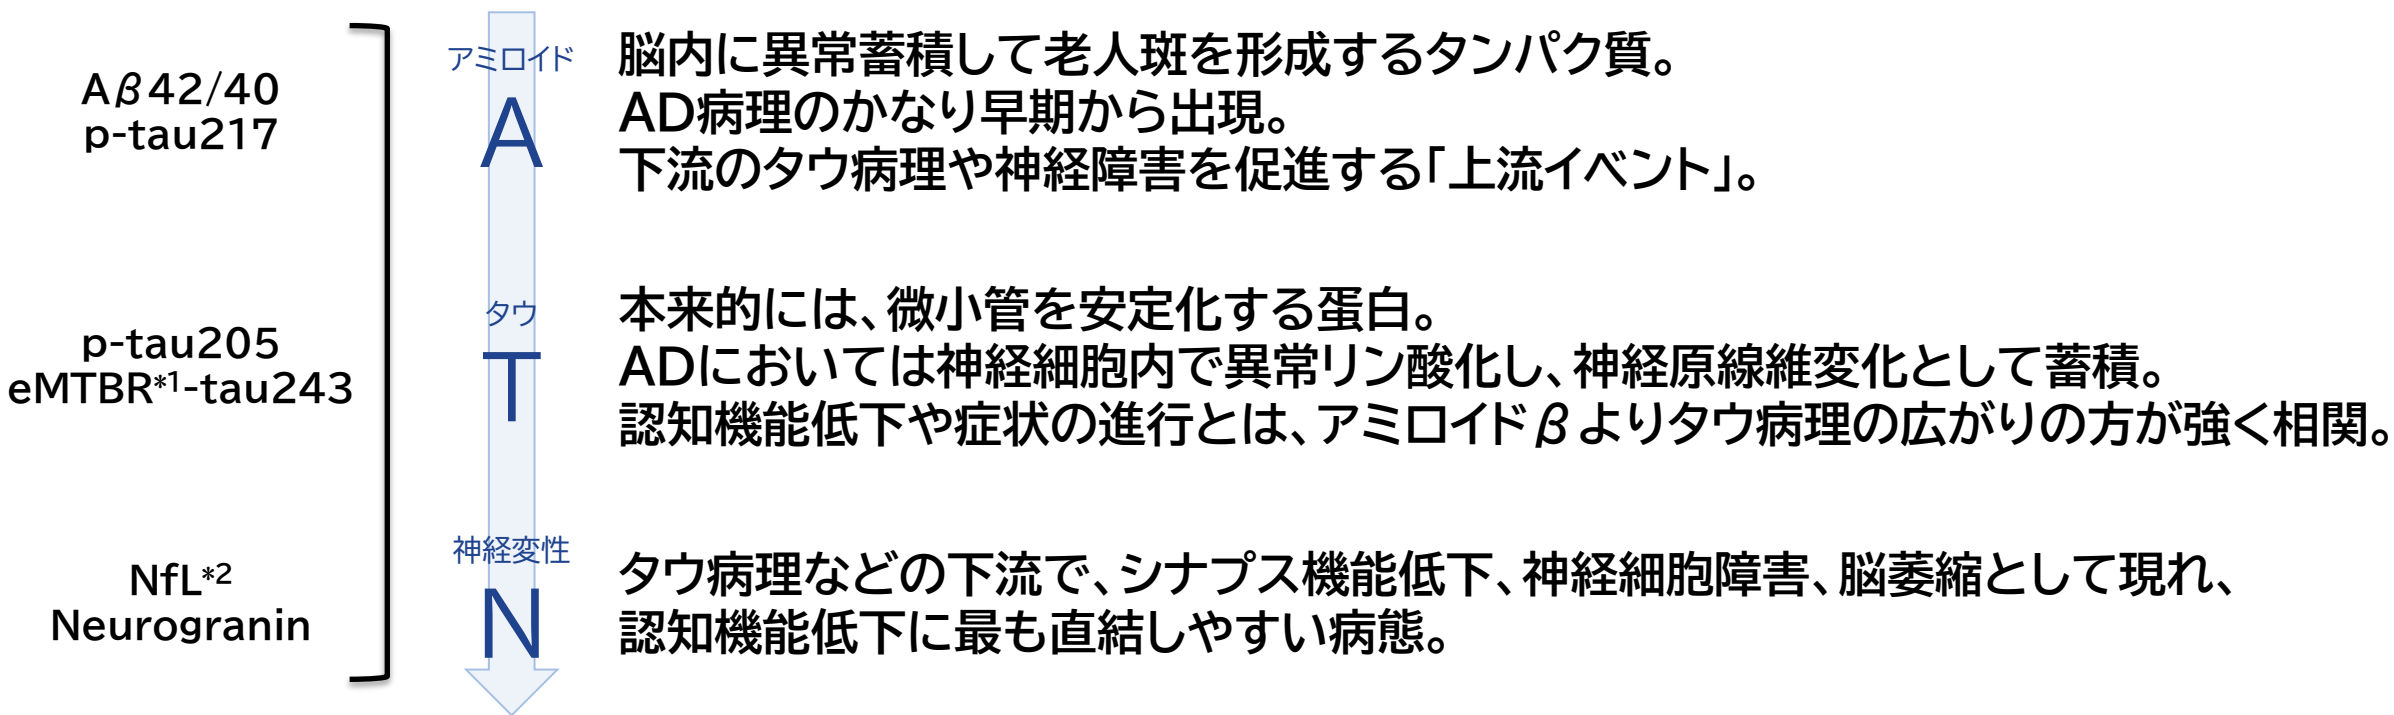 Aβ42/40
p-tau217
アミロイド
A
脳内に異常蓄積して老人斑を形成するタンパク質。
AD病理のかなり早期から出現。
下流のタウ病理や神経障害を促進する「上流イベント」。
p-tau205
eMTBR*1-tau243
タウ
T
本来的には、微小管を安定化する蛋白。
ADにおいては神経細胞内で異常リン酸化し、神経原線維変化として蓄積。
認知機能低下や症状の進行とは、アミロイドβよりタウ病理の広がりの方が強く相関。
NfL*2
Neurogranin
神経変性
N
タウ病理などの下流で、シナプス機能低下、神経細胞障害、脳萎縮として現れ、
認知機能低下に最も直結しやすい病態。